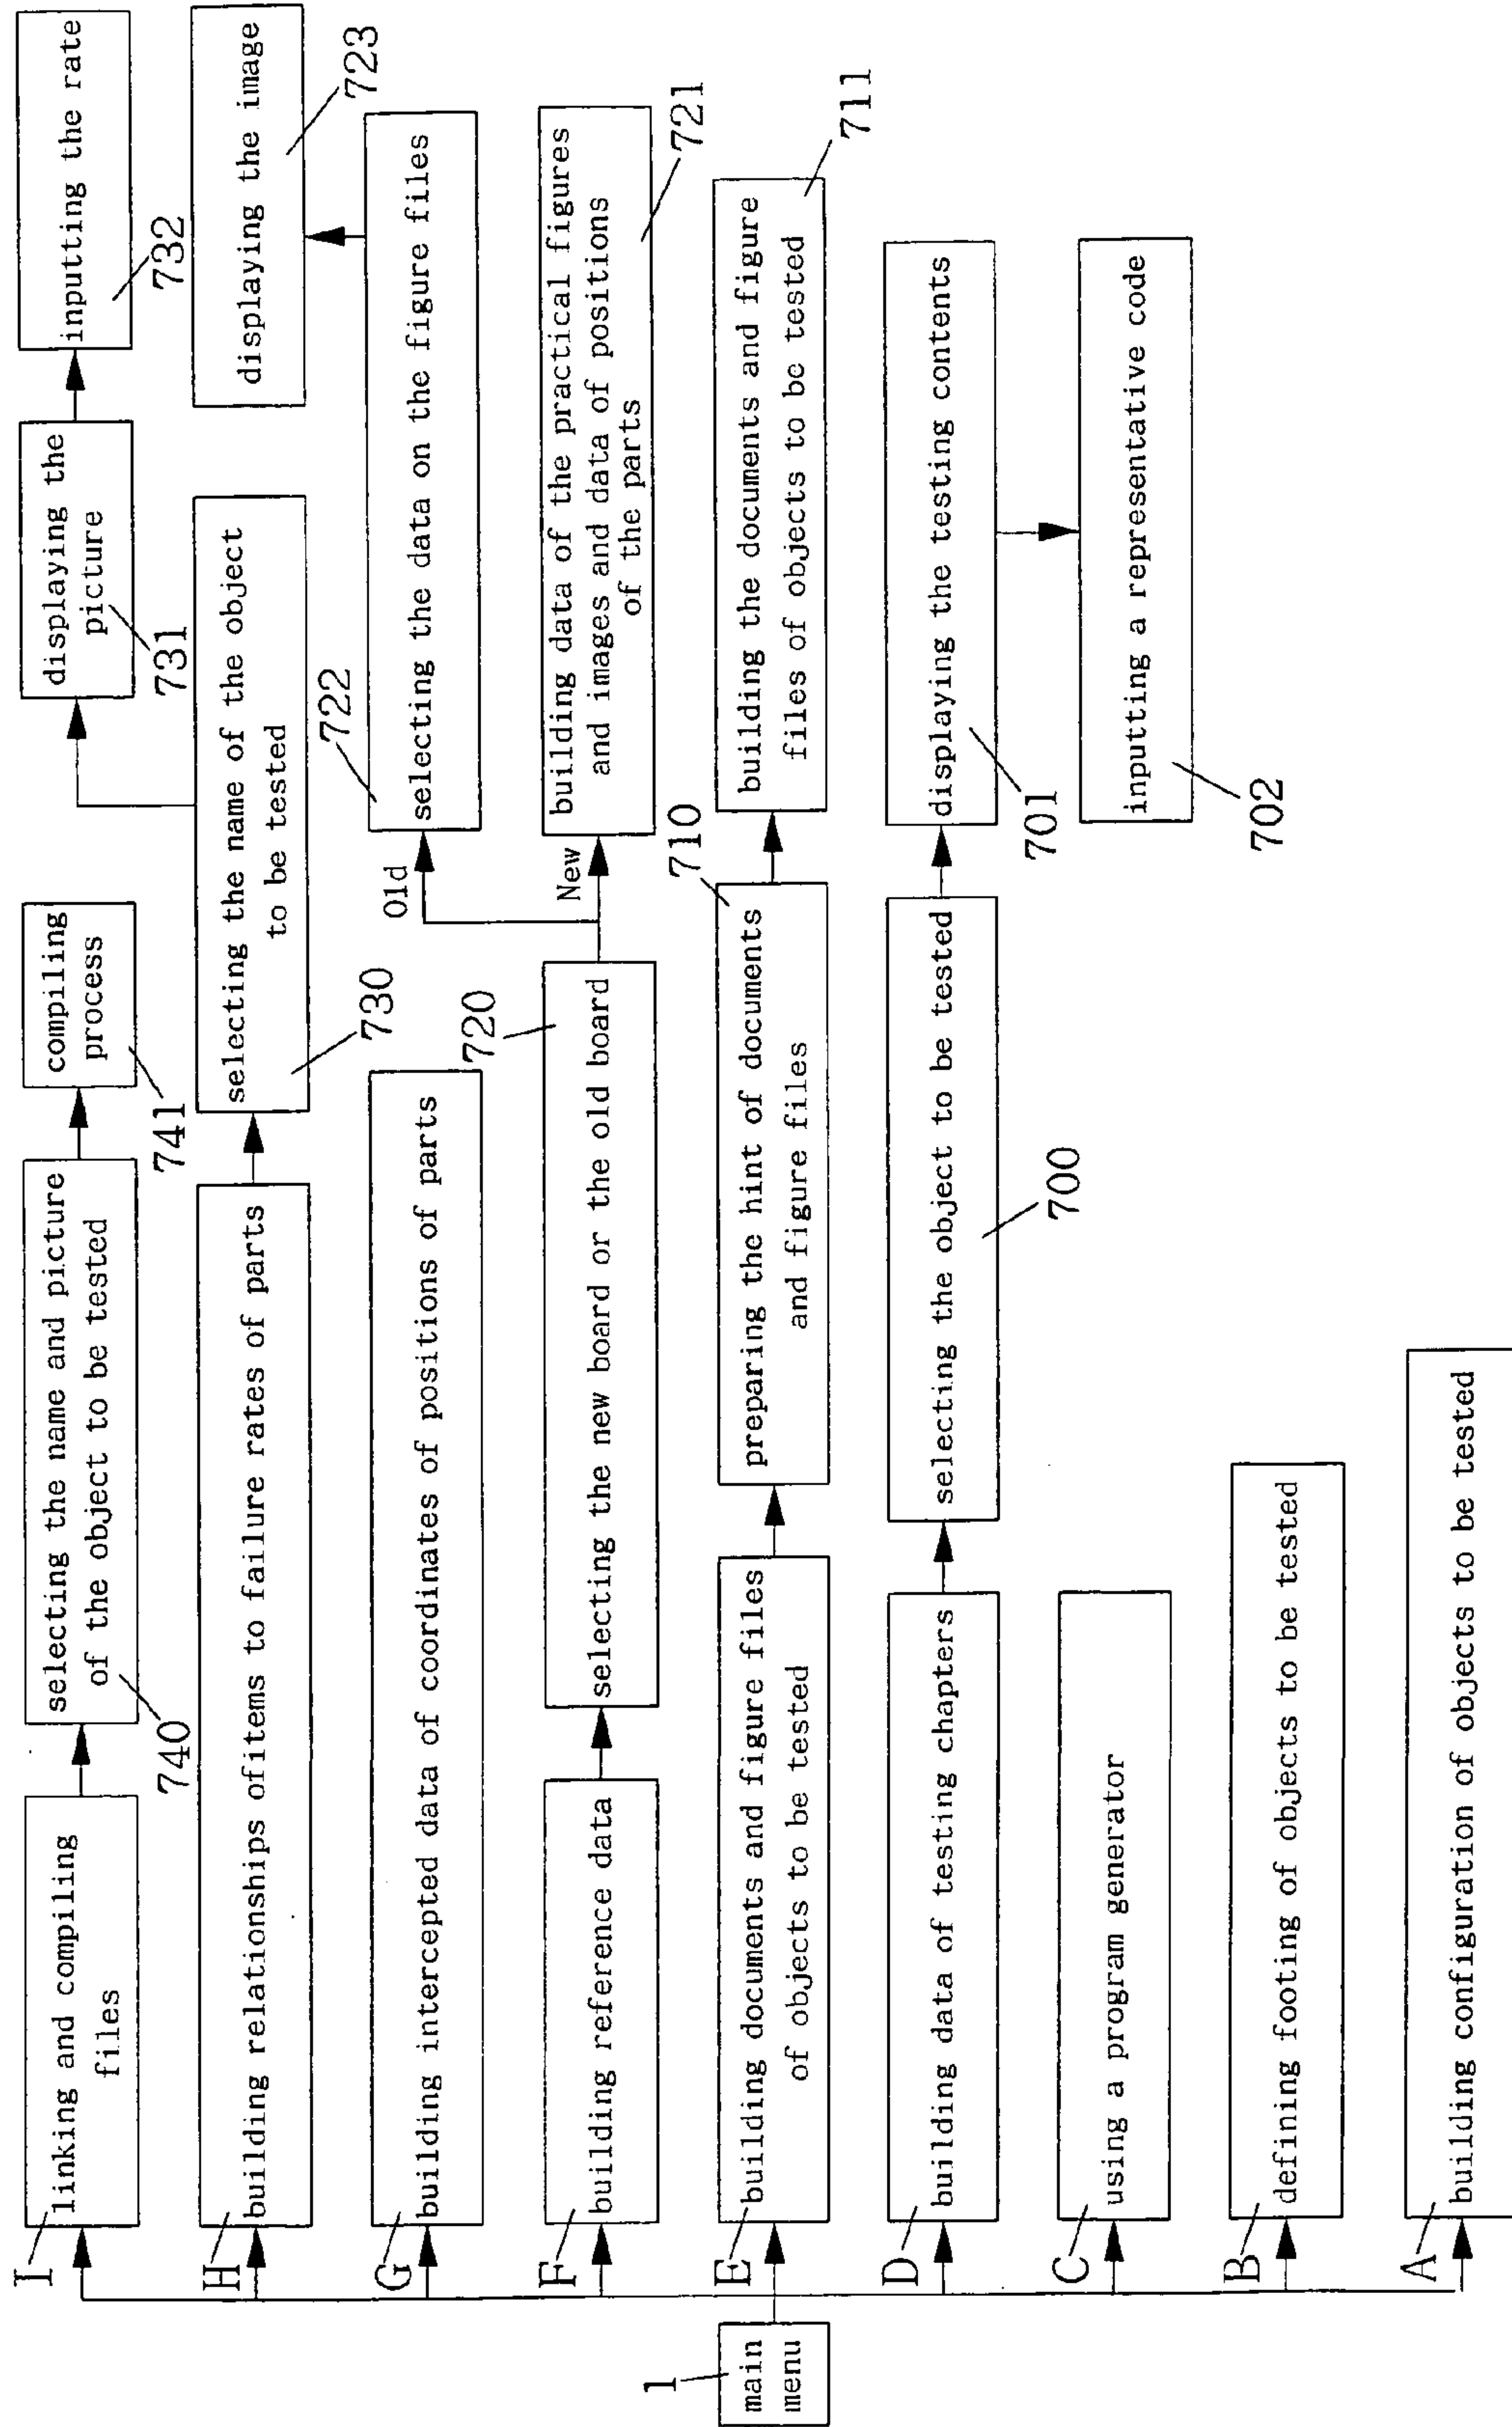 1
main
menu
I
linking and compiling
files
740
selecting the name and picture
of the object to be tested
741
compiling
process
H
building relationships ofitems to failure rates of parts
730
selecting the name of the object
to be tested
731
displaying the
picture
732
inputing the rate
G
building intercepted data of coordinates of positions of parts
F
building reference data
720
selecting the new board or the old board
Old
New
722
selecting the data on the figure files
723
displaying the image
building data of the practical figures
and images and data of positions
of the parts
721
E
building documents and figure files
of objects to be tested
710
preparing the hint of documents
and figure files
building the documents and figure
files of objects to be tested
711
D
building data of testing chapters
selecting the object to be tested
700
displaying the testing contents
701
inputting a representative code
702
C
using a program generator
B
defining footing of objects to be tested
A
building configuration of objects to be tested